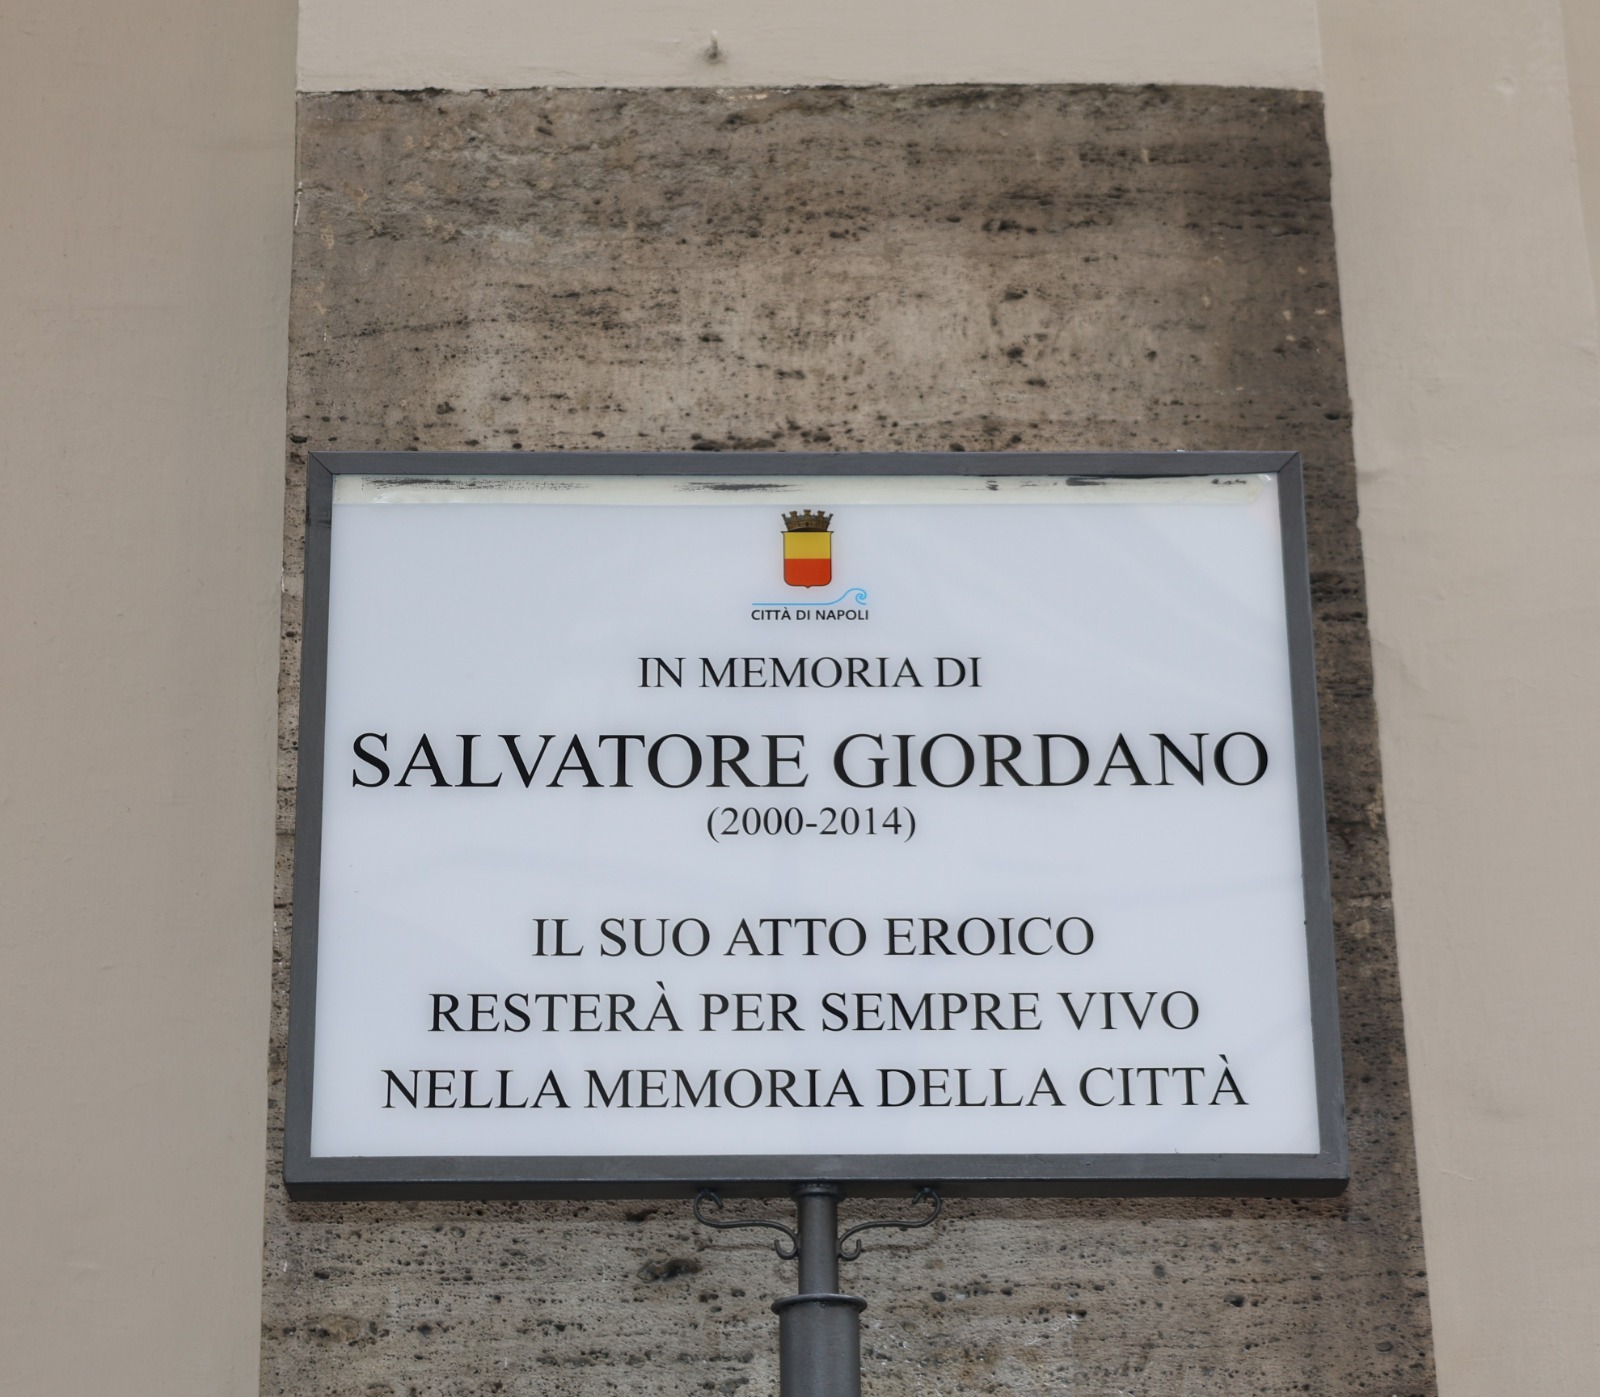 CITTÀ DI NAPOLI
IN MEMORIA DI
SALVATORE GIORDANO
(2000-2014)
IL SUO ATTO EROICO
RESTERÀ PER SEMPRE VIVO
NELLA MEMORIA DELLA CITTÀ